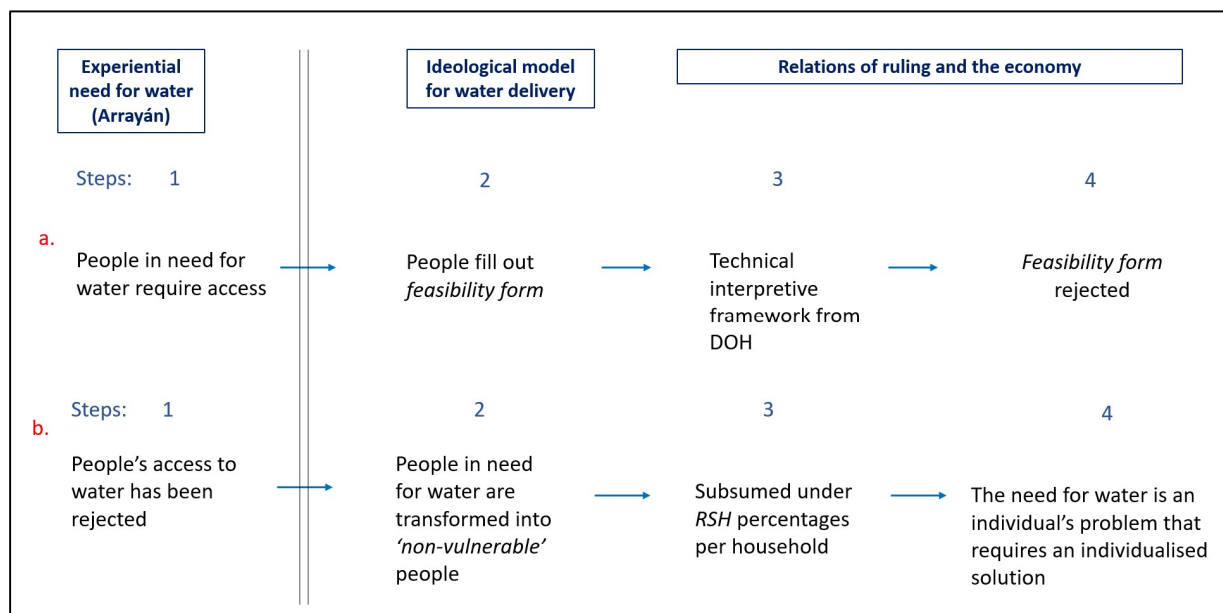 Experiential
need for water
(Arrayán)
Ideological model
for water delivery
Relations of ruling and the economy
Steps: 1 2 3 4
a.
People in need for
water require access
People fill out
feasibility form
Technical
interpretive
framework from
DOH
Feasibility form
rejected
Steps: 1 2 3 4
b.
People’s access to
water has been
rejected
People in need
for water are
transformed into
‘non-vulnerable’
people
Subsumed under
RSH percentages
per household
The need for water is an
individual’s problem that
requires an individualised
solution